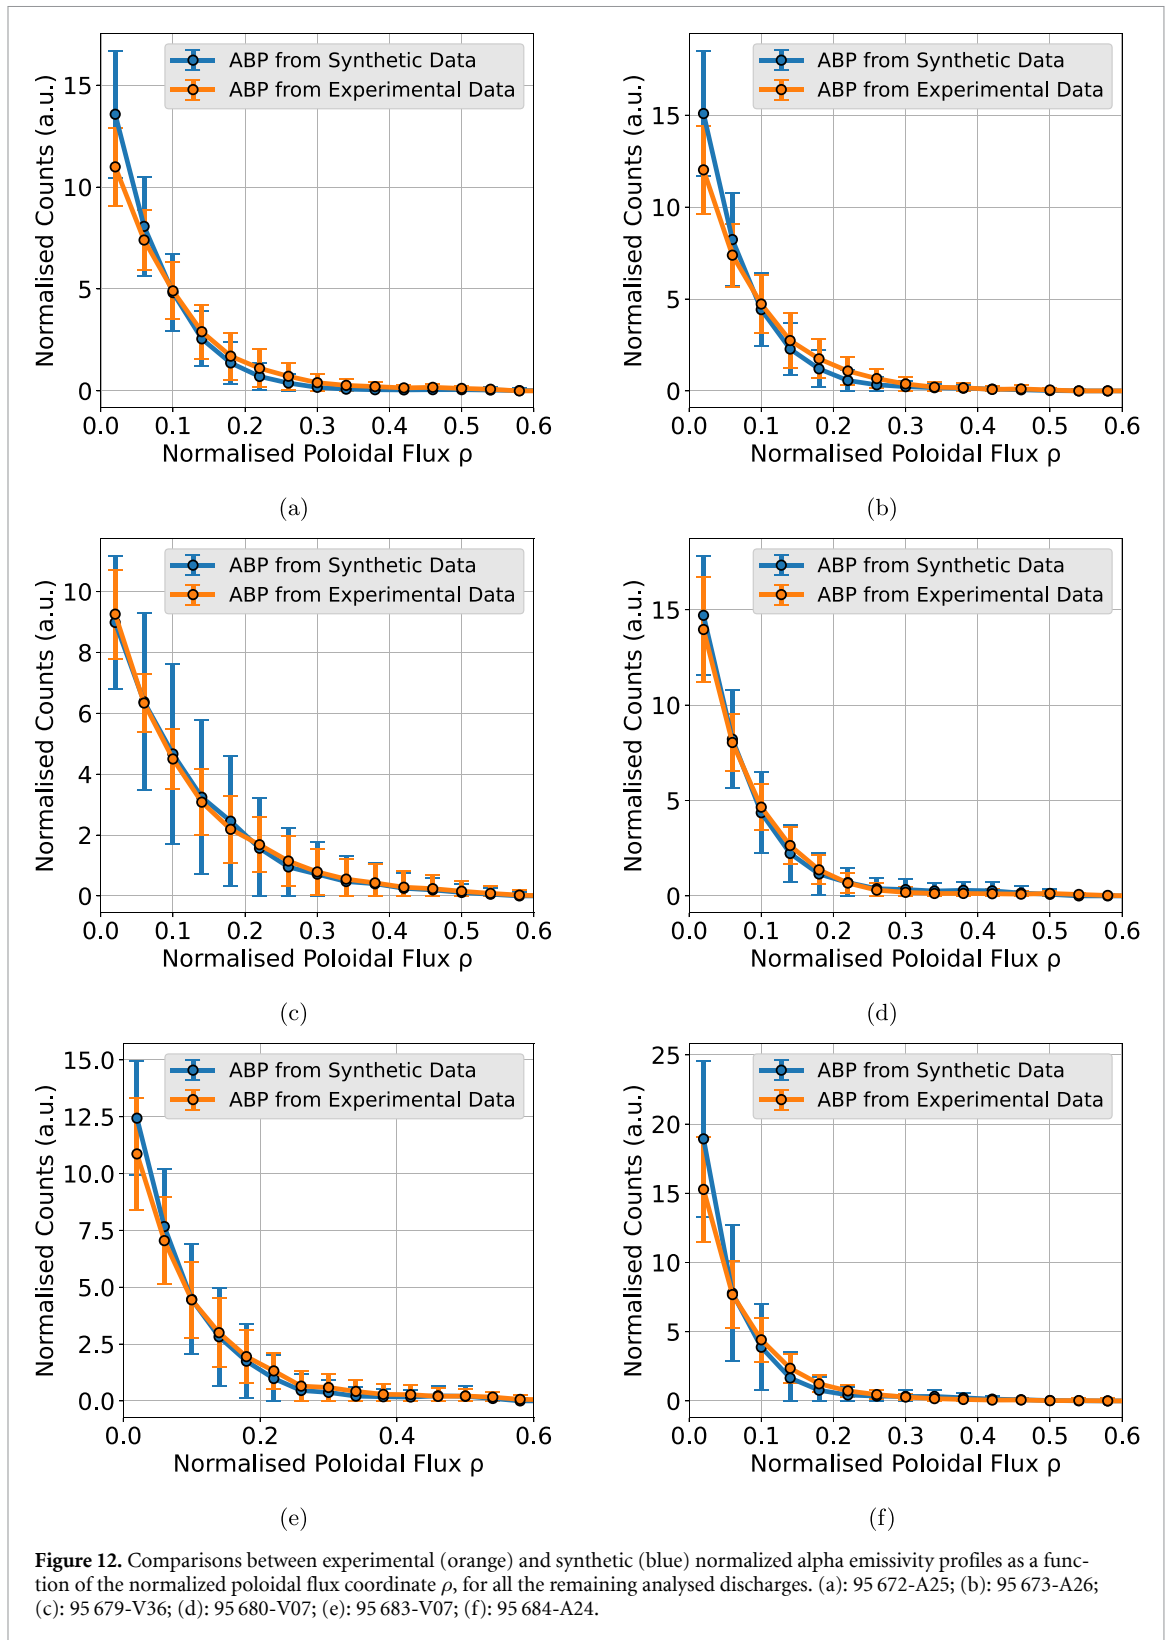 ABP from Synthetic Data
ABP from Experimental Data
Normalised Counts (a.u.)
15
10
5
0
0.0 0.1 0.2 0.3 0.4 0.5 0.6
Normalised Poloidal Flux ρ
(a)
ABP from Synthetic Data
ABP from Experimental Data
Normalised Counts (a.u.)
15
10
5
0
0.0 0.1 0.2 0.3 0.4 0.5 0.6
Normalised Poloidal Flux ρ
(b)
ABP from Synthetic Data
ABP from Experimental Data
Normalised Counts (a.u.)
10
8
6
4
2
0
0.0 0.1 0.2 0.3 0.4 0.5 0.6
Normalised Poloidal Flux ρ
(c)
ABP from Synthetic Data
ABP from Experimental Data
Normalised Counts (a.u.)
15
10
5
0
0.0 0.1 0.2 0.3 0.4 0.5 0.6
Normalised Poloidal Flux ρ
(d)
ABP from Synthetic Data
ABP from Experimental Data
Normalised Counts (a.u.)
15.0
12.5
10.0
7.5
5.0
2.5
0.0
0.0 0.2 0.4 0.6
Normalised Poloidal Flux ρ
(e)
ABP from Synthetic Data
ABP from Experimental Data
Normalised Counts (a.u.)
25
20
15
10
5
0
0.0 0.1 0.2 0.3 0.4 0.5 0.6
Normalised Poloidal Flux ρ
(f)
Figure 12. Comparisons between experimental (orange) and synthetic (blue) normalized alpha emissivity profiles as a func-
tion of the normalized poloidal flux coordinate ρ, for all the remaining analysed discharges. (a): 95 672-A25; (b): 95 673-A26;
(c): 95 679-V36; (d): 95 680-V07; (e): 95 683-V07; (f): 95 684-A24.